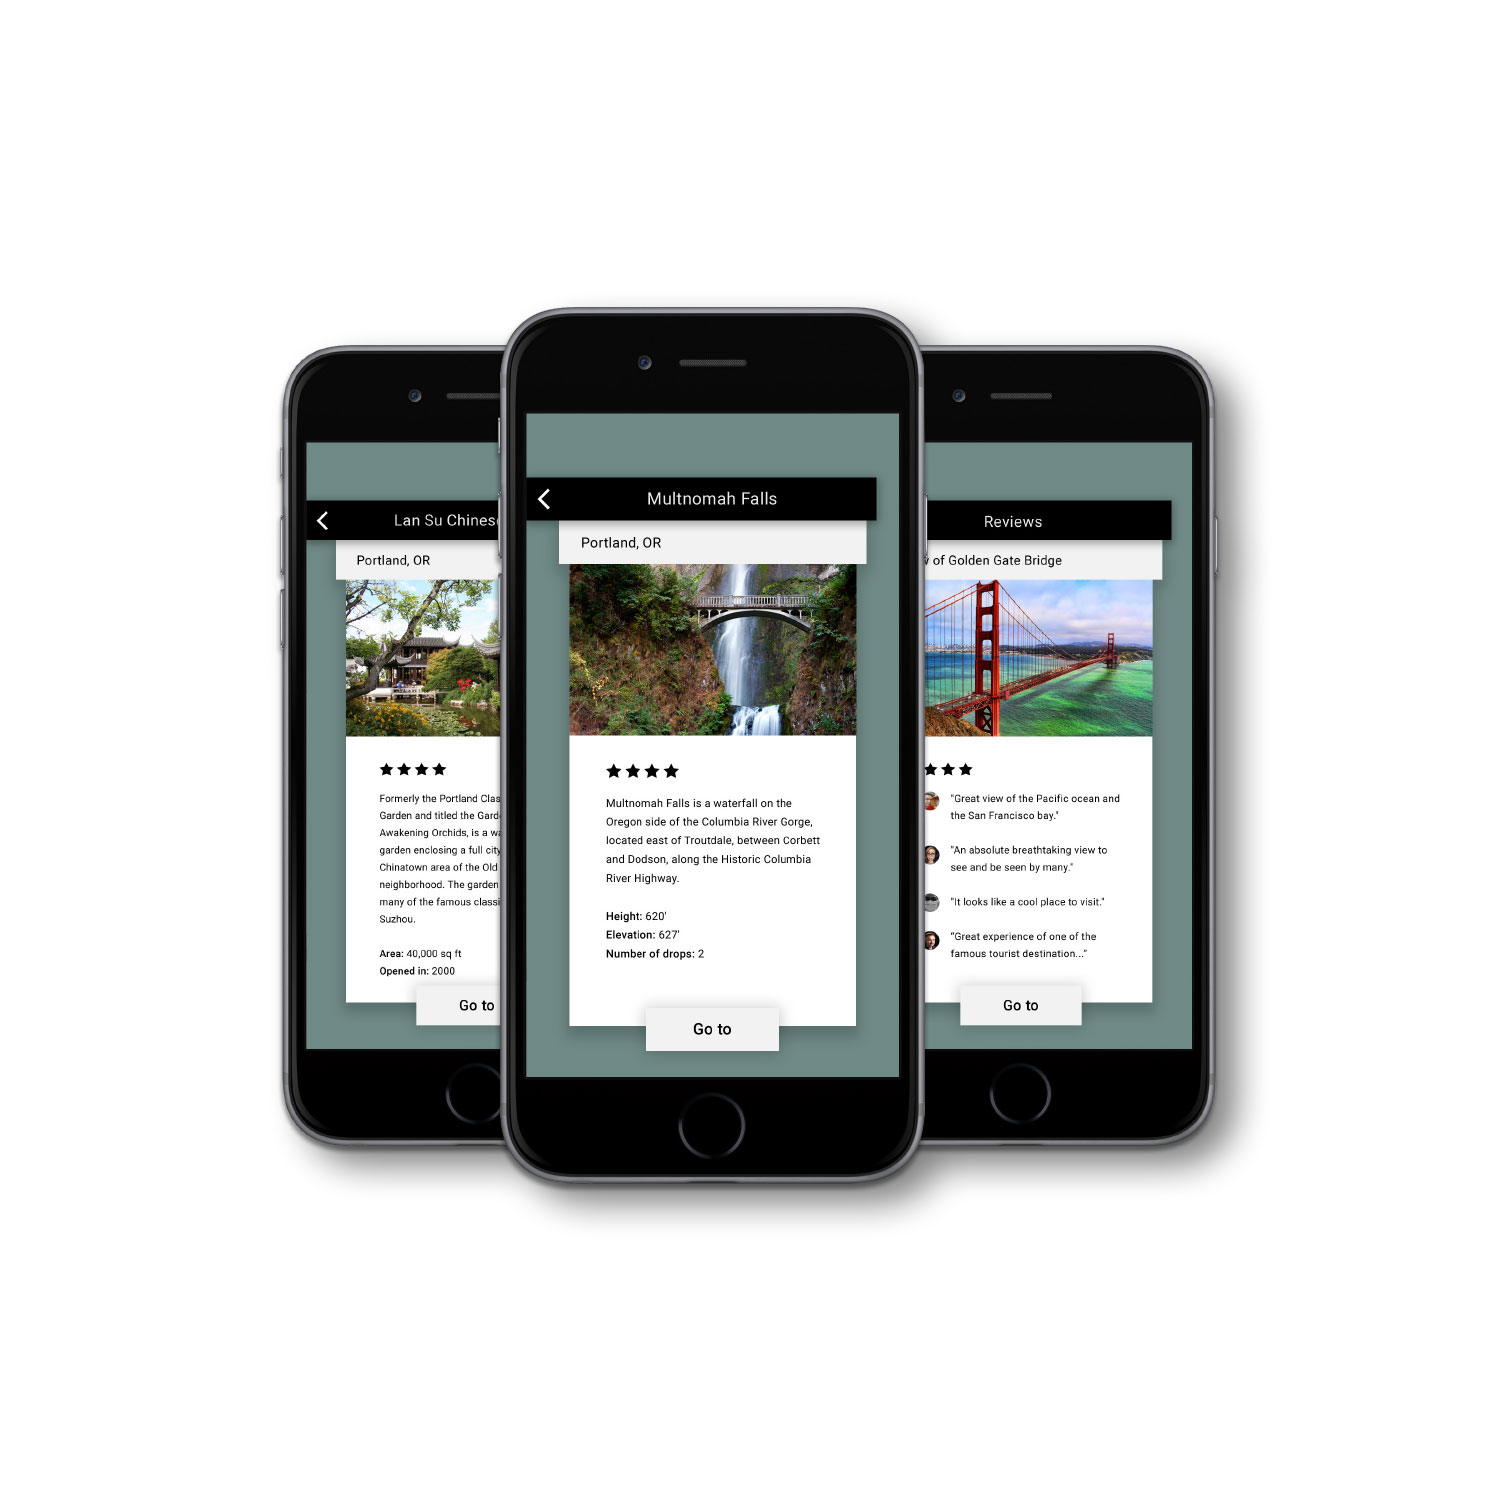 Lan Su Chinese
Portland, OR
Formerly the Portland
Garden and titled the
Awakening Orchids, is a
garden enclosing a full city
Chinatown area of the Old
neighborhood. The garden
many of the famous
Suzhou.
Area: 40,000 sq ft
Opened in: 2000
Go to
Multnomah Falls
Portland, OR
Multnomah Falls is a waterfall on the
Oregon side of the Columbia River Gorge,
located east of Troutdale, between Corbett
and Dodson, along the Historic Columbia
River Highway.
Height: 620'
Elevation: 627'
Number of drops: 2
Go to
Reviews
of Golden Gate Bridge
"Great view of the Pacific ocean and
the San Francisco bay."
"An absolute breathtaking view to
see and be seen by many."
"It looks like a cool place to visit."
"Great experience of one of the
famous tourist destination..."
Go to